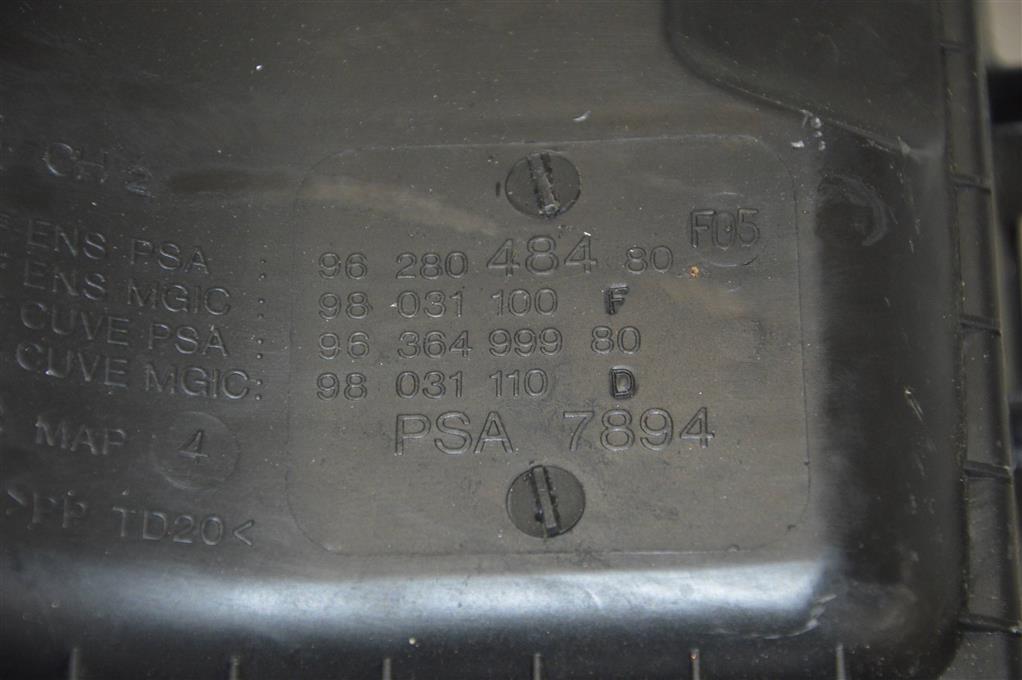 CH 2
F05
ENS PSA : 96 280 484 80
ENS MGIC : 98 031 100 F
CUVE PSA : 96 364 999 80
CUVE MGIC : 98 031 110 D
MAP 4 PSA 7894
>PP TD20<